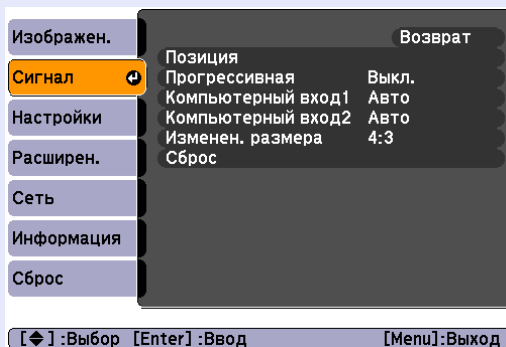 Изображен.
Сигнал
Настройки
Расширен.
Сеть
Информация
Сброс
Возврат
Позиция
Прогрессивная Выкл.
Компьютерный вход1 Авто
Компьютерный вход2 Авто
Изменен. размера 4:3
Сброс
[◆] :Выбор [Enter] :Ввод [Menu]:Выход